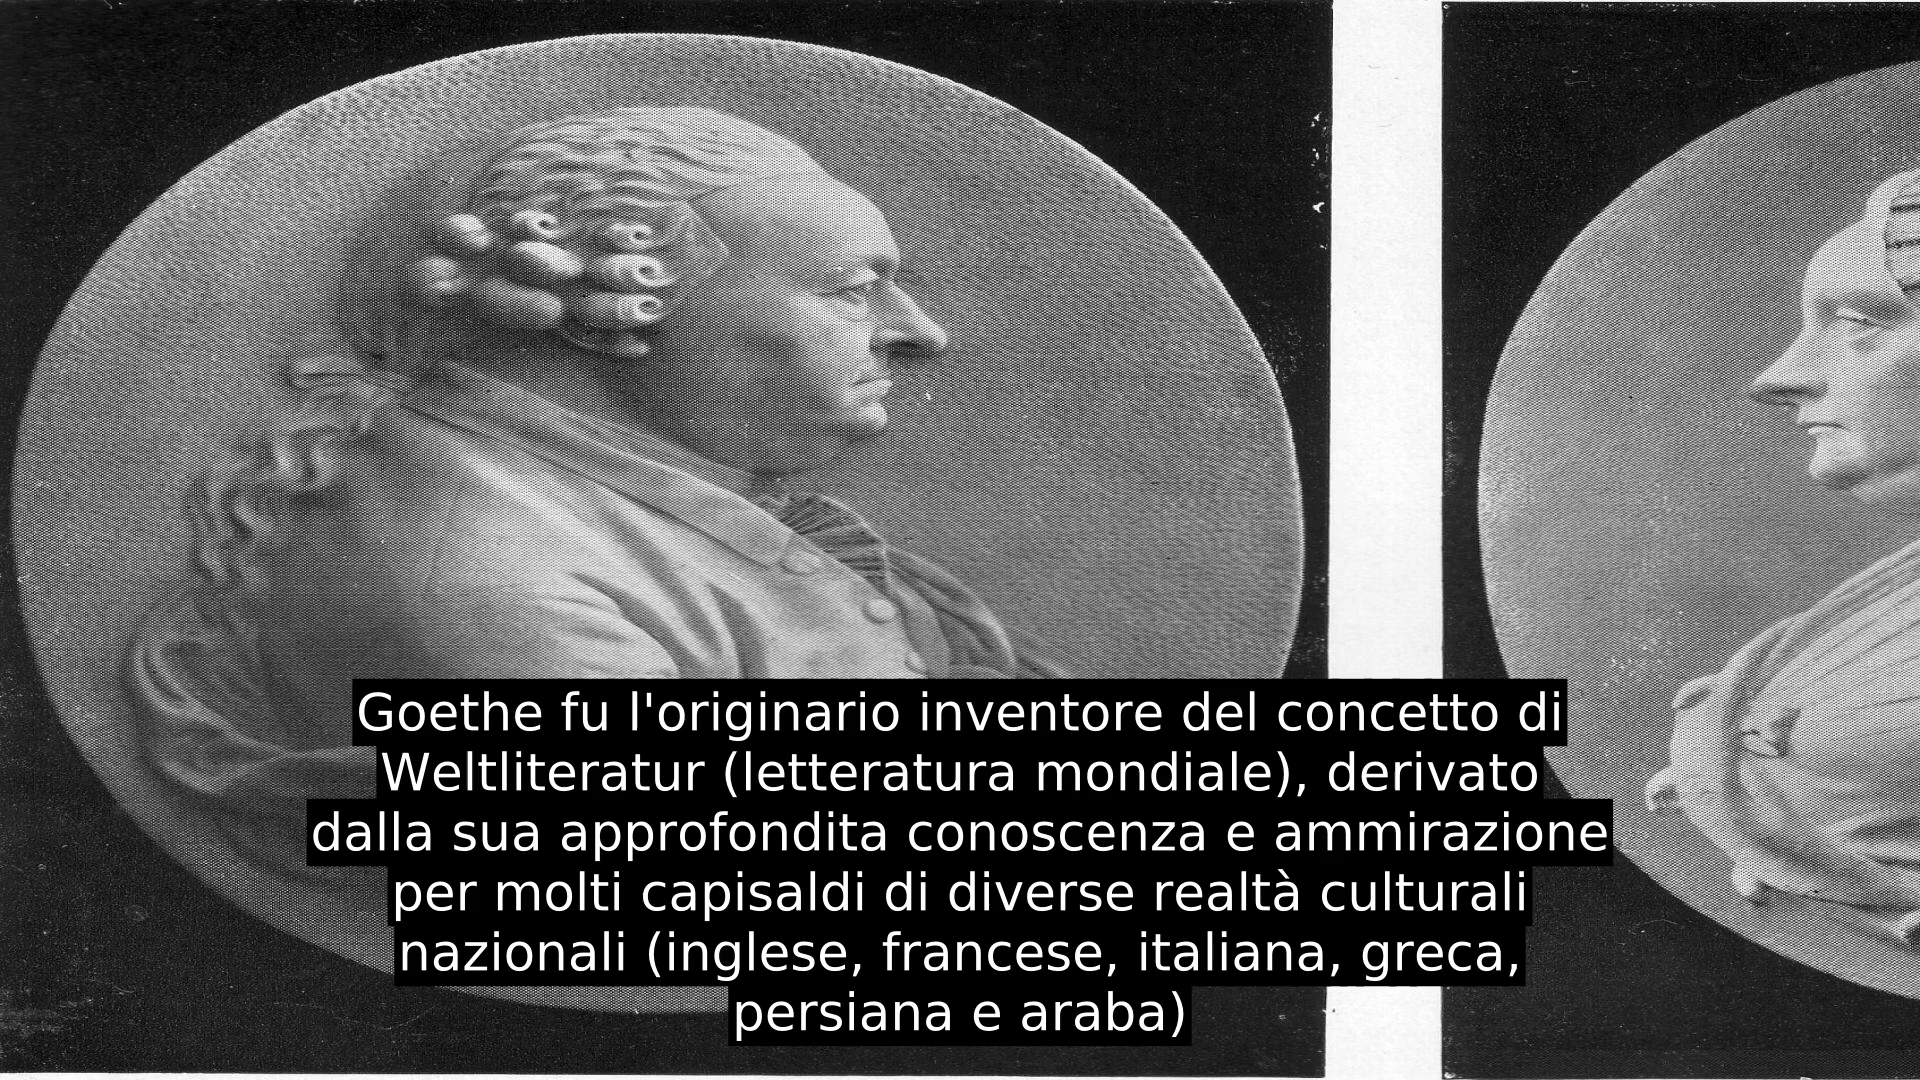 Goethe fu l'originario inventore del concetto di
Weltliteratur (letteratura mondiale), derivato
dalla sua approfondita conoscenza e ammirazione
per molti capisaldi di diverse realtà culturali
nazionali (inglese, francese, italiana, greca,
persiana e araba)